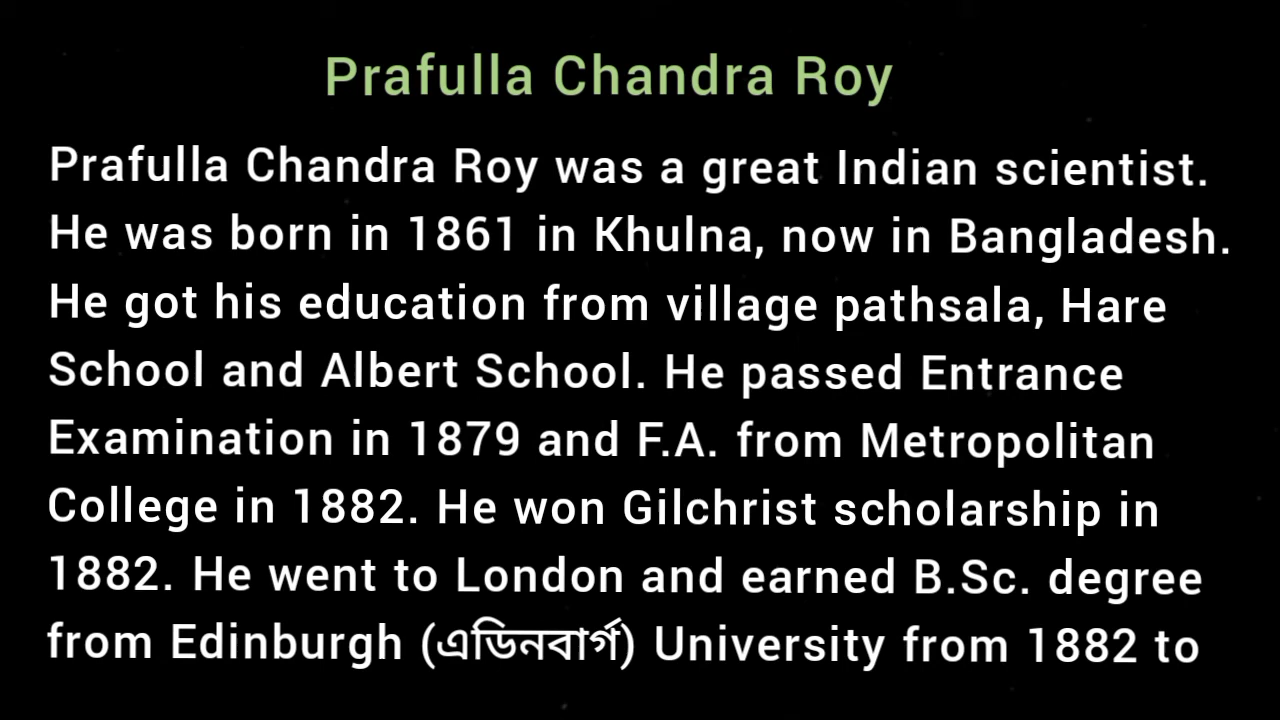 Prafulla Chandra Roy
Prafulla Chandra Roy was a great Indian scientist.
He was born in 1861 in Khulna, now in Bangladesh.
He got his education from village pathsala, Hare
School and Albert School. He passed Entrance
Examination in 1879 and F.A. from Metropolitan
College in 1882. He won Gilchrist scholarship in
1882. He went to London and earned B.Sc. degree
from Edinburgh (এডিনবার্গ) University from 1882 to